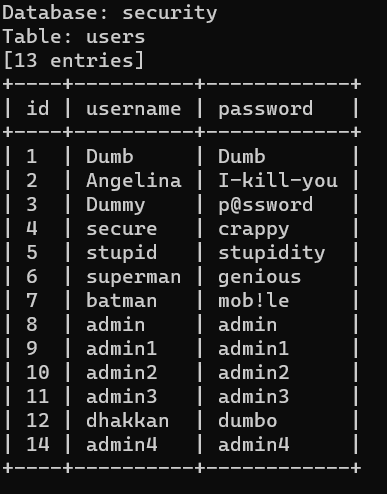 Database: security
Table: users
[13 entries]
+----+----------+------------+
| id | username | password   |
+----+----------+------------+
| 1  | Dumb     | Dumb       |
| 2  | Angelina | I-kill-you |
| 3  | Dummy    | p@ssword   |
| 4  | secure   | crappy     |
| 5  | stupid   | stupidity  |
| 6  | superman | genious    |
| 7  | batman   | mob!le     |
| 8  | admin    | admin      |
| 9  | admin1   | admin1     |
| 10 | admin2   | admin2     |
| 11 | admin3   | admin3     |
| 12 | dhakkan  | dumbo      |
| 14 | admin4   | admin4     |
+----+----------+------------+